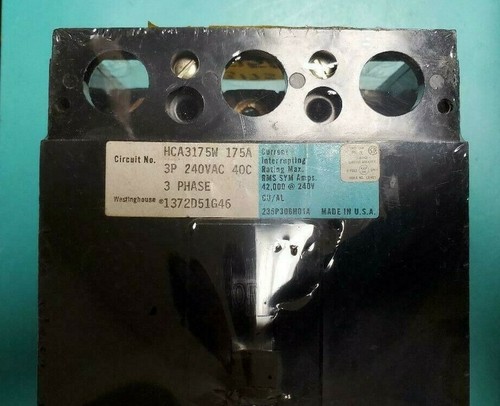 HCA3175W 175A
Circuit No. 3P 240VAC 40C
3 PHASE
Westinghouse #1372D51G46
Current
Interrupting
Rating Max.
RMS SYM Amps.
42,000 @ 240V
CU/AL
MADE IN U.S.A.